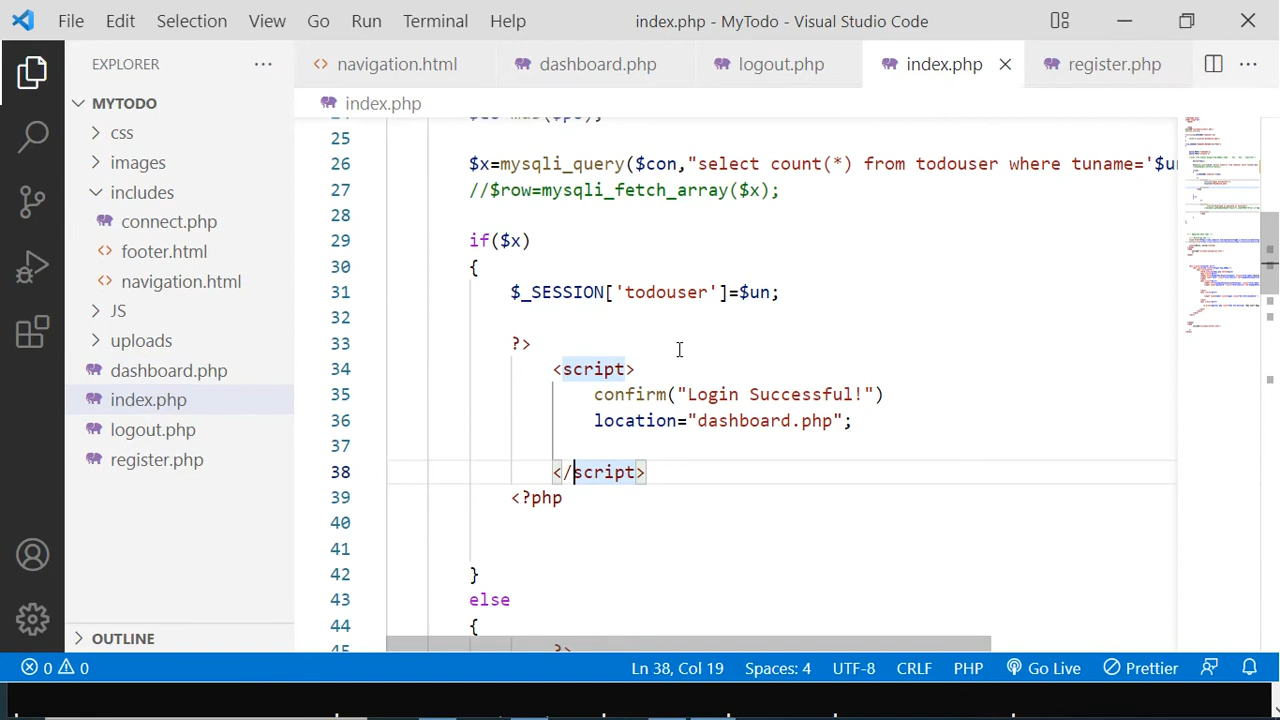 File Edit Selection View Go Run Terminal Help index.php - MyTodo - Visual Studio Code
EXPLORER
navigation.html dashboard.php logout.php index.php register.php
MYTODO
index.php
css
images
includes
connect.php
footer.html
navigation.html
JS
uploads
dashboard.php
index.php
logout.php
register.php
OUTLINE
25
26 $x=mysqli_query($con,"select count(*) from todouser where tuname='$u
27 //$row=mysqli_fetch_array($x);
28
29 if($x)
30 {
31 $_SESSION['todouser']=$un;
32
33 ?>
34 <script>
35 confirm("Login Successful!")
36 location="dashboard.php";
37
38 </script>
39 <?php
40
41
42 }
43 else
44 {
0 0 Ln 38, Col 19 Spaces: 4 UTF-8 CRLF PHP Go Live Prettier